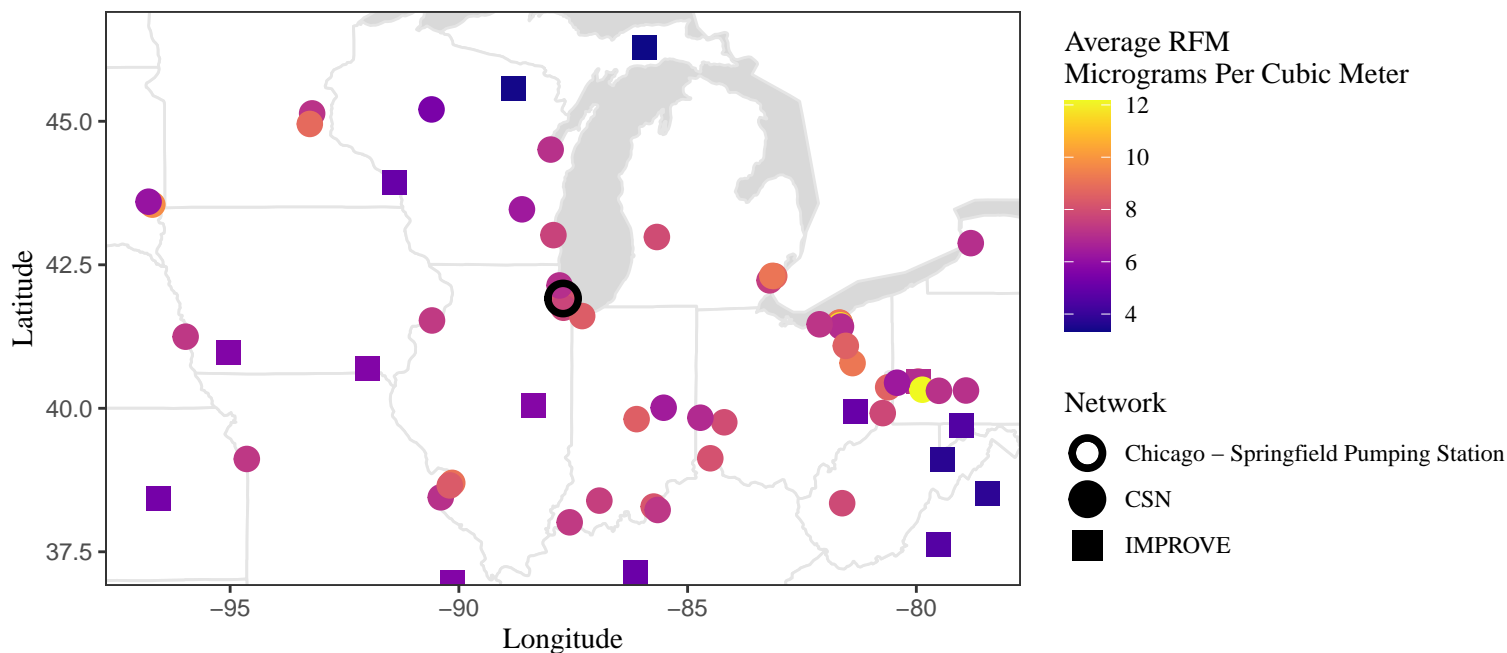 45.0
42.5
40.0
37.5
Latitude
−95
−90
−85
−80
Longitude
Average RFM
Micrograms Per Cubic Meter
12
10
8
6
4
Network
Chicago − Springfield Pumping Station
CSN
IMPROVE